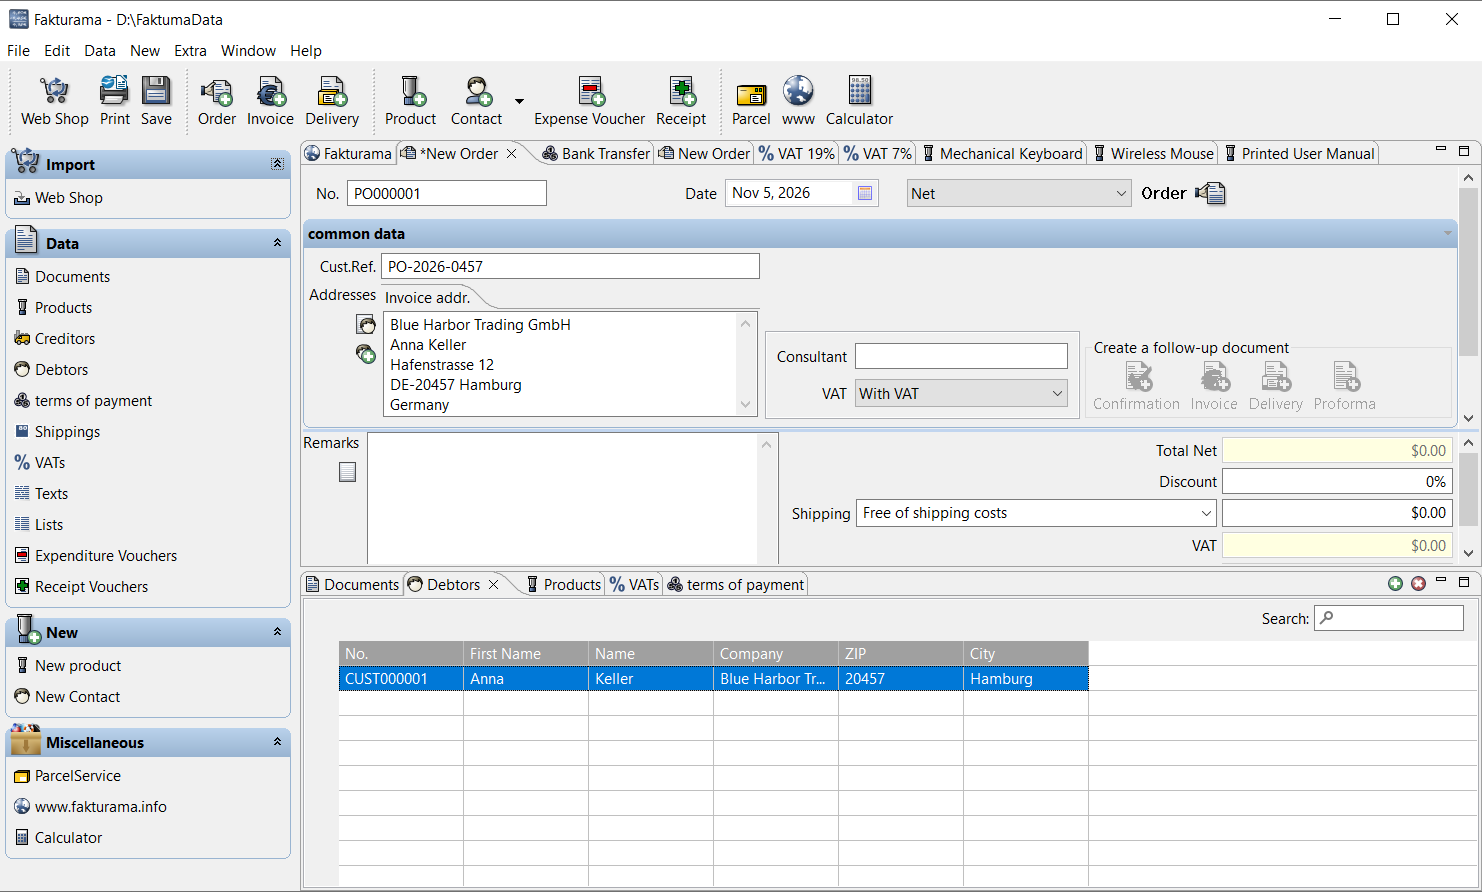 Fakturama - D:\FaktumaData
File Edit Data New Extra Window Help
Web Shop Print Save Order Invoice Delivery Product Contact Expense Voucher Receipt Parcel www Calculator
Import
Web Shop
Data
Documents
Products
Creditors
Debtors
terms of payment
Shippings
VATs
Texts
Lists
Expenditure Vouchers
Receipt Vouchers
New
New product
New Contact
Miscellaneous
ParcelService
www.fakturama.info
Calculator
Fakturama *New Order Bank Transfer New Order VAT 19% VAT 7% Mechanical Keyboard Wireless Mouse Printed User Manual
No. PO000001 Date Nov 5, 2026 Net Order
common data
Cust.Ref. PO-2026-0457
Addresses Invoice addr.
Blue Harbor Trading GmbH
Anna Keller
Hafenstrasse 12
DE-20457 Hamburg
Germany
Consultant
VAT With VAT
Create a follow-up document
Confirmation Invoice Delivery Proforma
Remarks
Total Net $0.00
Discount 0%
Shipping Free of shipping costs $0.00
VAT $0.00
Documents Debtors Products VATs terms of payment
Search:
No. First Name Name Company ZIP City
CUST000001 Anna Keller Blue Harbor Tr... 20457 Hamburg